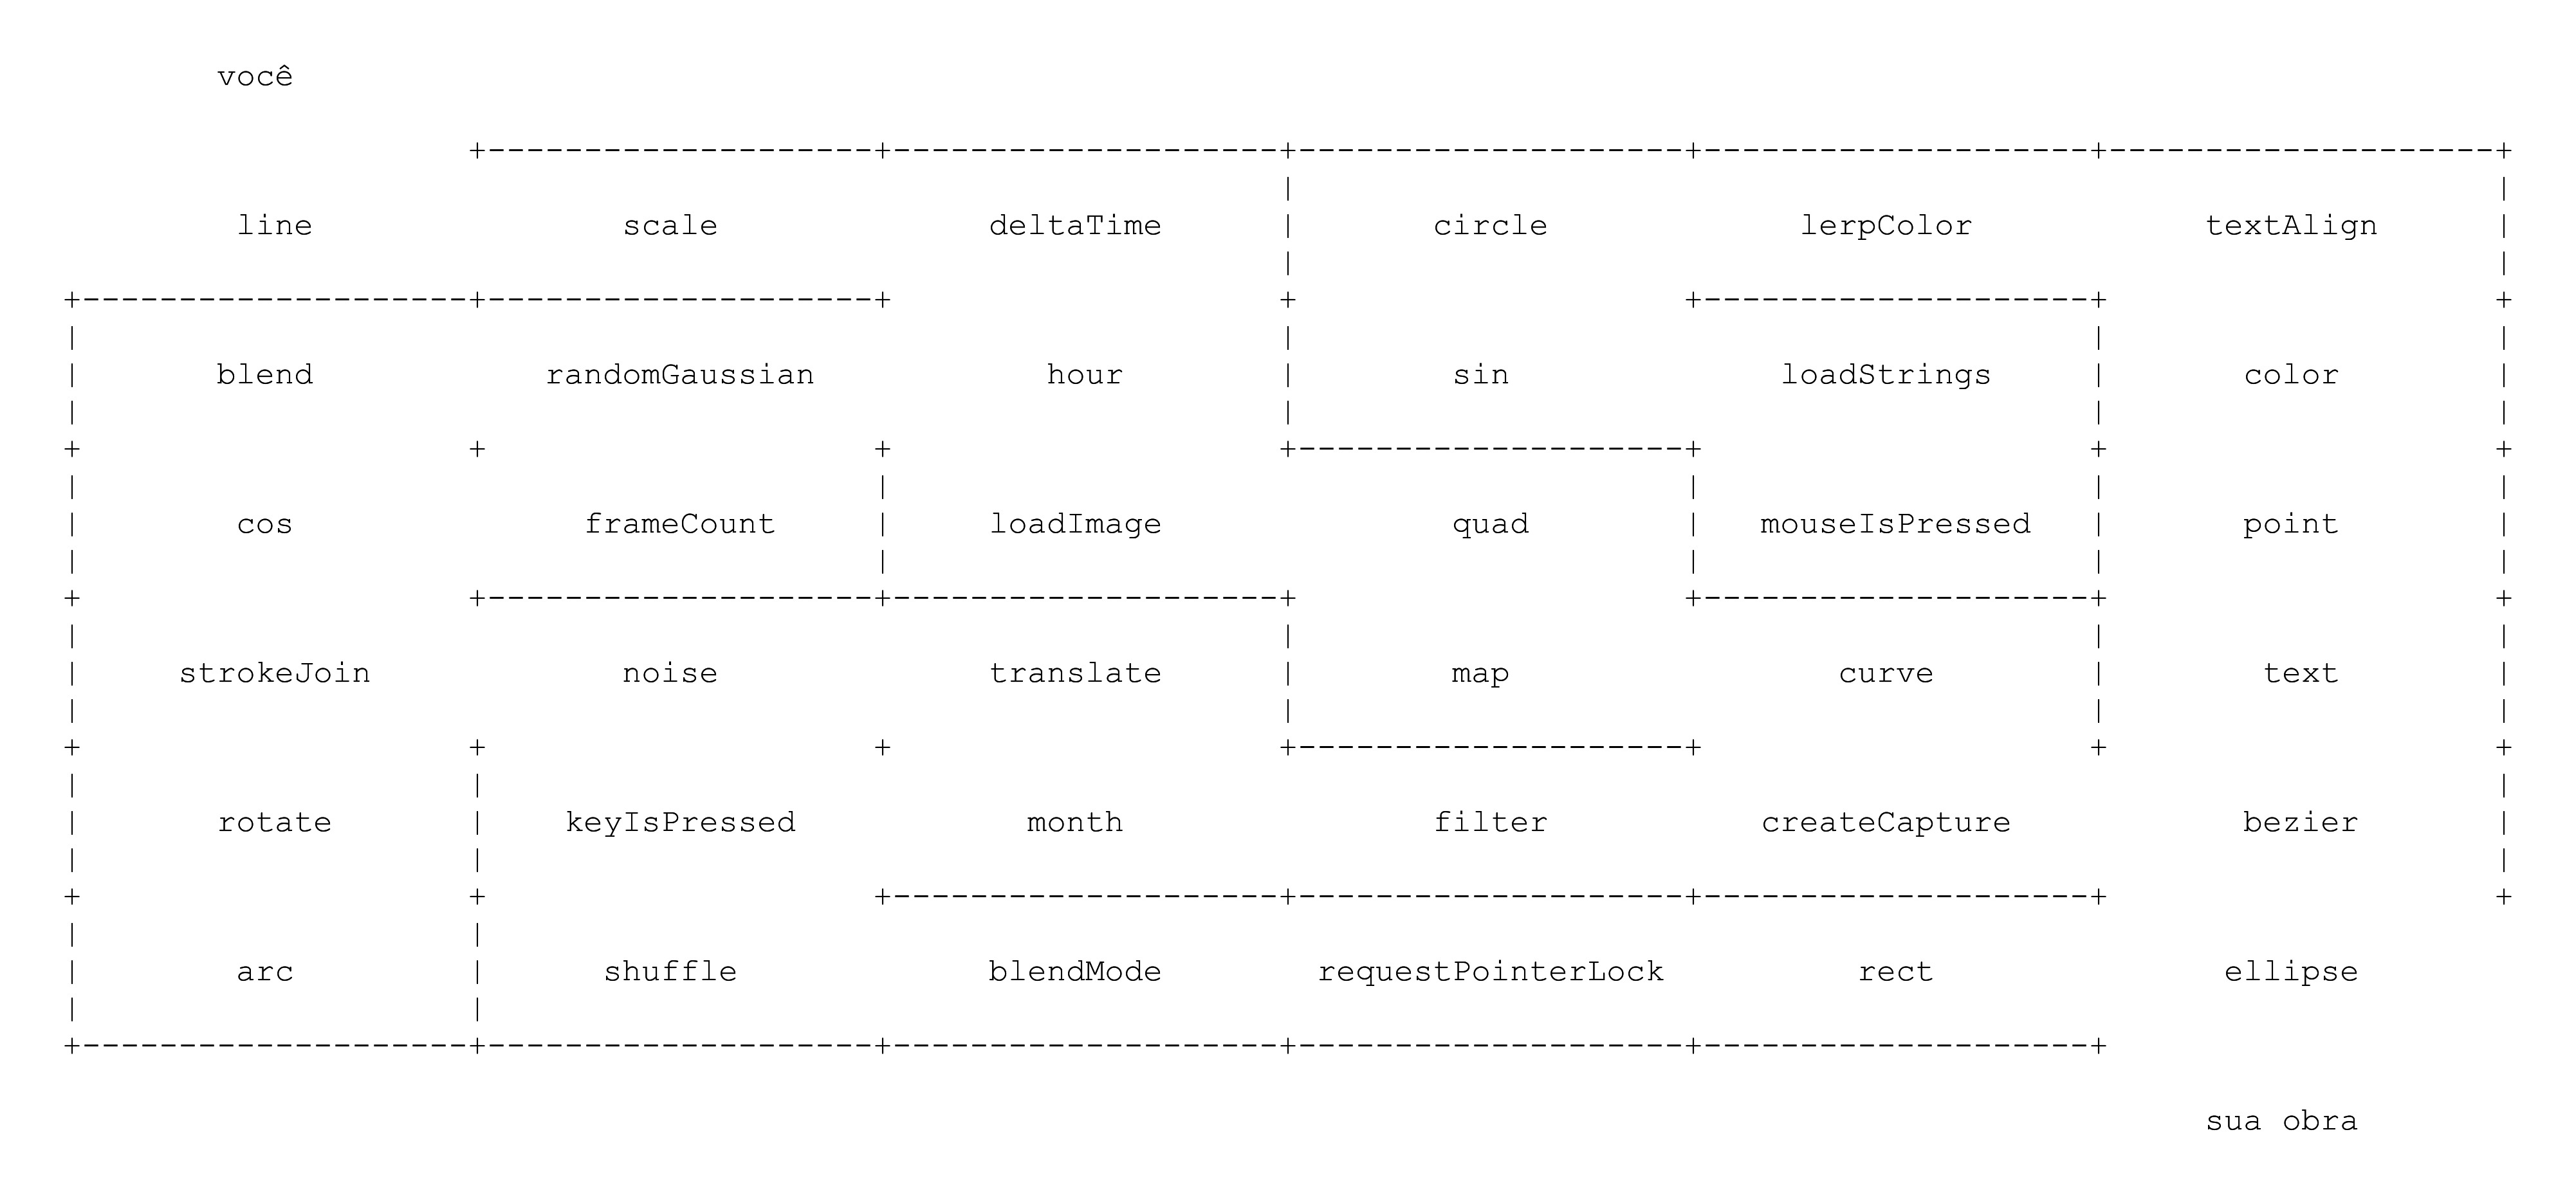 você
line scale deltaTime circle lerpColor textAlign
blend randomGaussian hour sin loadStrings color
cos frameCount loadImage quad mouseIsPressed point
strokeJoin noise translate map curve text
rotate keyIsPressed month filter createCapture bezier
arc shuffle blendMode requestPointerLock rect ellipse
sua obra